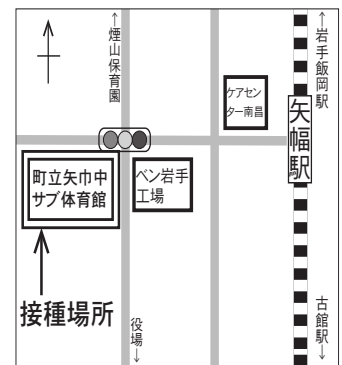 ←煙山保育園
←岩手飯岡駅
ケアセン
ター南昌
矢幅駅
町立矢巾中
サブ体育館
ベン岩手
工場
接種場所
役場→
古館駅→